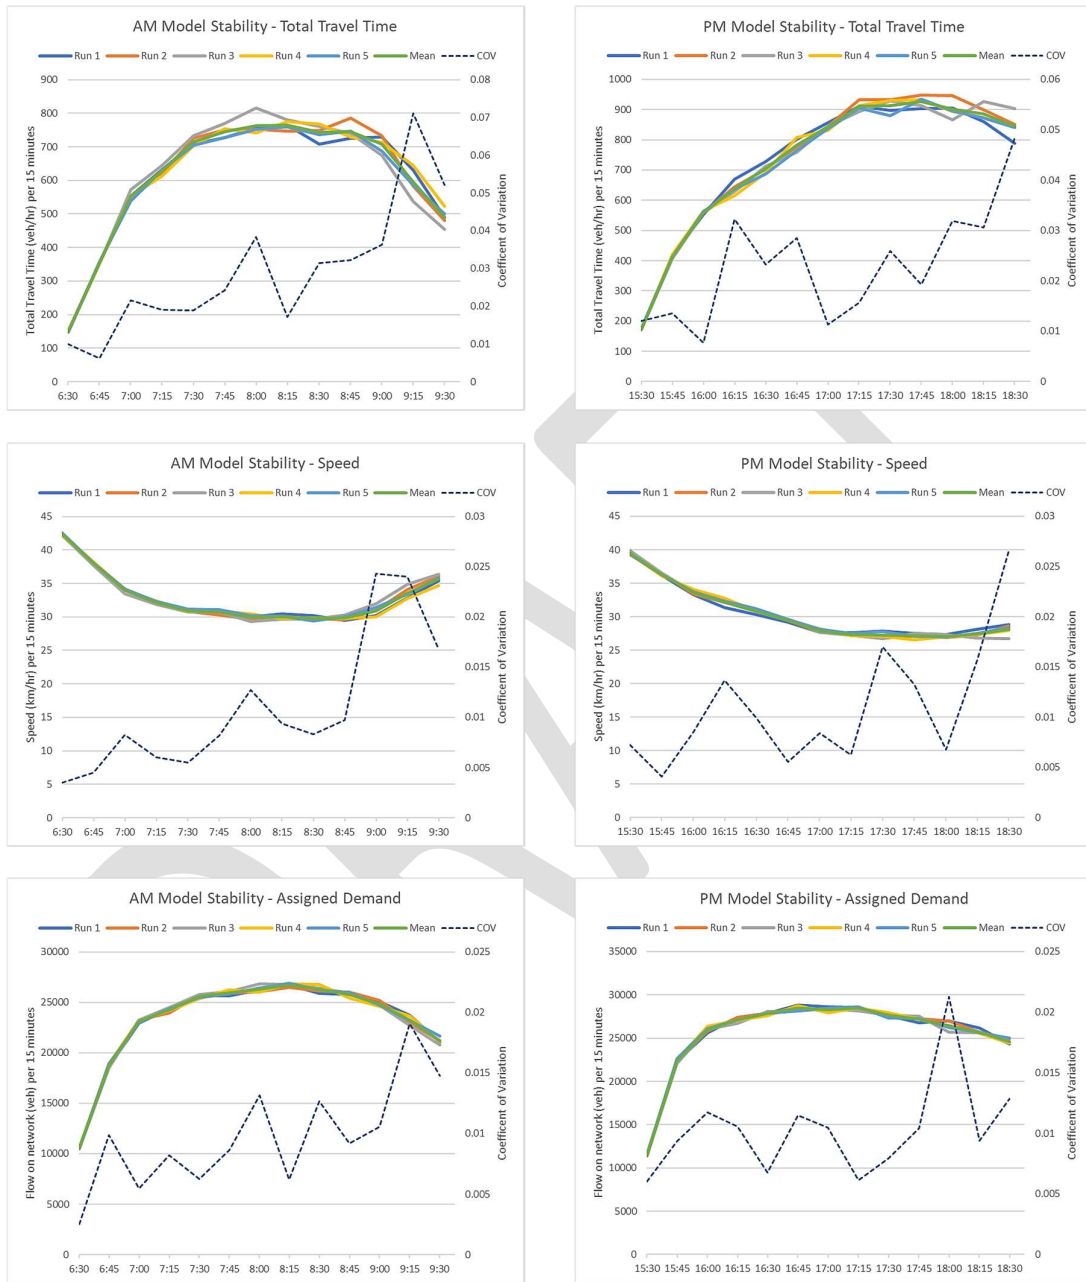 AM Model Stability - Total Travel Time
Run 1 Run 2 Run 3 Run 4 Run 5 Mean COV
900 0.08
800 0.07
700 0.06
600 0.05
500 0.04
400 0.03
300 0.02
200 0.01
100 0
0
Total Travel Time (veh/hr) per 15 minutes
Coefficent of Variation
6:30 6:45 7:00 7:15 7:30 7:45 8:00 8:15 8:30 8:45 9:00 9:15 9:30
PM Model Stability - Total Travel Time
Run 1 Run 2 Run 3 Run 4 Run 5 Mean COV
1000 0.06
900 0.05
800 0.04
700 0.03
600 0.02
500 0.01
400 0
300
200
100
0
Total Travel Time (veh/hr) per 15 minutes
Coefficent of Variation
15:30 15:45 16:00 16:15 16:30 16:45 17:00 17:15 17:30 17:45 18:00 18:15 18:30
AM Model Stability - Speed
Run 1 Run 2 Run 3 Run 4 Run 5 Mean COV
45 0.03
40 0.025
35 0.02
30 0.015
25 0.01
20 0.005
15 0
10
5
0
Speed (km/hr) per 15 minutes
Coefficent of Variation
6:30 6:45 7:00 7:15 7:30 7:45 8:00 8:15 8:30 8:45 9:00 9:15 9:30
PM Model Stability - Speed
Run 1 Run 2 Run 3 Run 4 Run 5 Mean COV
45 0.03
40 0.025
35 0.02
30 0.015
25 0.01
20 0.005
15 0
10
5
0
Speed (km/hr) per 15 minutes
Coefficent of Variation
15:30 15:45 16:00 16:15 16:30 16:45 17:00 17:15 17:30 17:45 18:00 18:15 18:30
AM Model Stability - Assigned Demand
Run 1 Run 2 Run 3 Run 4 Run 5 Mean COV
30000 0.025
25000 0.02
20000 0.015
15000 0.01
10000 0.005
5000 0
0
Flow on network (veh) per 15 minutes
Coefficent of Variation
6:30 6:45 7:00 7:15 7:30 7:45 8:00 8:15 8:30 8:45 9:00 9:15 9:30
PM Model Stability - Assigned Demand
Run 1 Run 2 Run 3 Run 4 Run 5 Mean COV
35000 0.025
30000 0.02
25000 0.015
20000 0.01
15000 0.005
10000 0
5000
0
Flow on network (veh) per 15 minutes
Coefficent of Variation
15:30 15:45 16:00 16:15 16:30 16:45 17:00 17:15 17:30 17:45 18:00 18:15 18:30